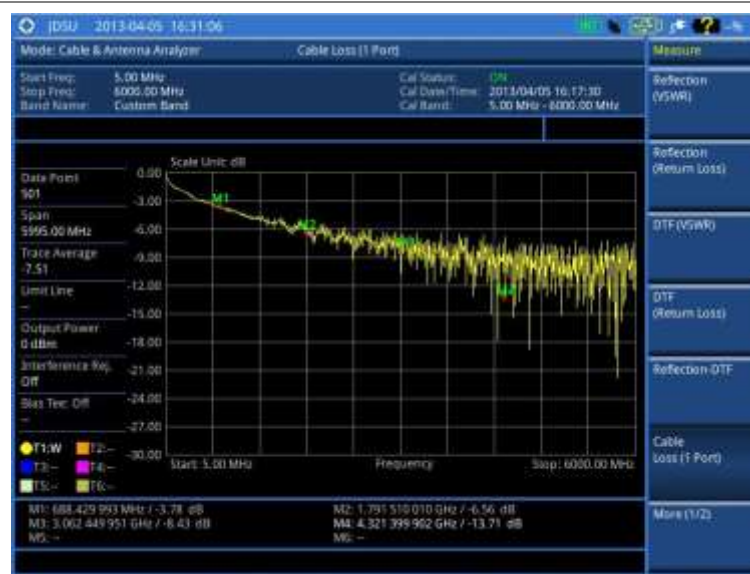 JDSU 2013-04-05 16:31:06
Mode: Cable & Antenna Analyzer Cable Loss (1 Port) Measure
Start Freq: 5.00 MHz Cal Status: ON
Stop Freq: 6000.00 MHz Cal Date/Time: 2013/04/05 16:17:30
Band Name: Custom Band Cal Band: 5.00 MHz - 6000.00 MHz
Reflection
(VSWR)
Reflection
(Return Loss)
DTF (VSWR)
DTF
(Return Loss)
Reflection-DTF
Cable
Loss (1 Port)
More (1/2)
Scale Unit: dB
Data Point
501
Span
5995.00 MHz
Trace Average
-7.51
Limit Line
--
Output Power
0 dBm
Interference Rej.
Off
Bias Tee: Off
--
0.00
-3.00
-6.00
-9.00
-12.00
-15.00
-18.00
-21.00
-24.00
-27.00
-30.00
M1
M2
M3
M4
T1:W T2:--
T3:-- T4:--
T5:-- T6:--
Start: 5.00 MHz Frequency Stop: 6000.00 MHz
M1: 688.429 993 MHz / -3.78 dB M2: 1.791 510 010 GHz / -6.56 dB
M3: 3.062 449 951 GHz / -8.43 dB M4: 4.321 399 902 GHz / -13.71 dB
M5: -- M6: --